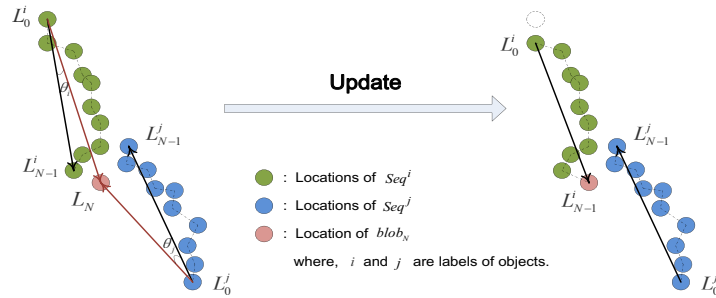 L_0^i
θ_i
L_{N-1}^i
L_N
L_{N-1}^j
θ_j
L_0^j
Update
: Locations of Seq^i
: Locations of Seq^j
: Location of blob_N
where, i and j are labels of objects.
L_0^i
L_{N-1}^j
L_{N-1}^i
L_0^j